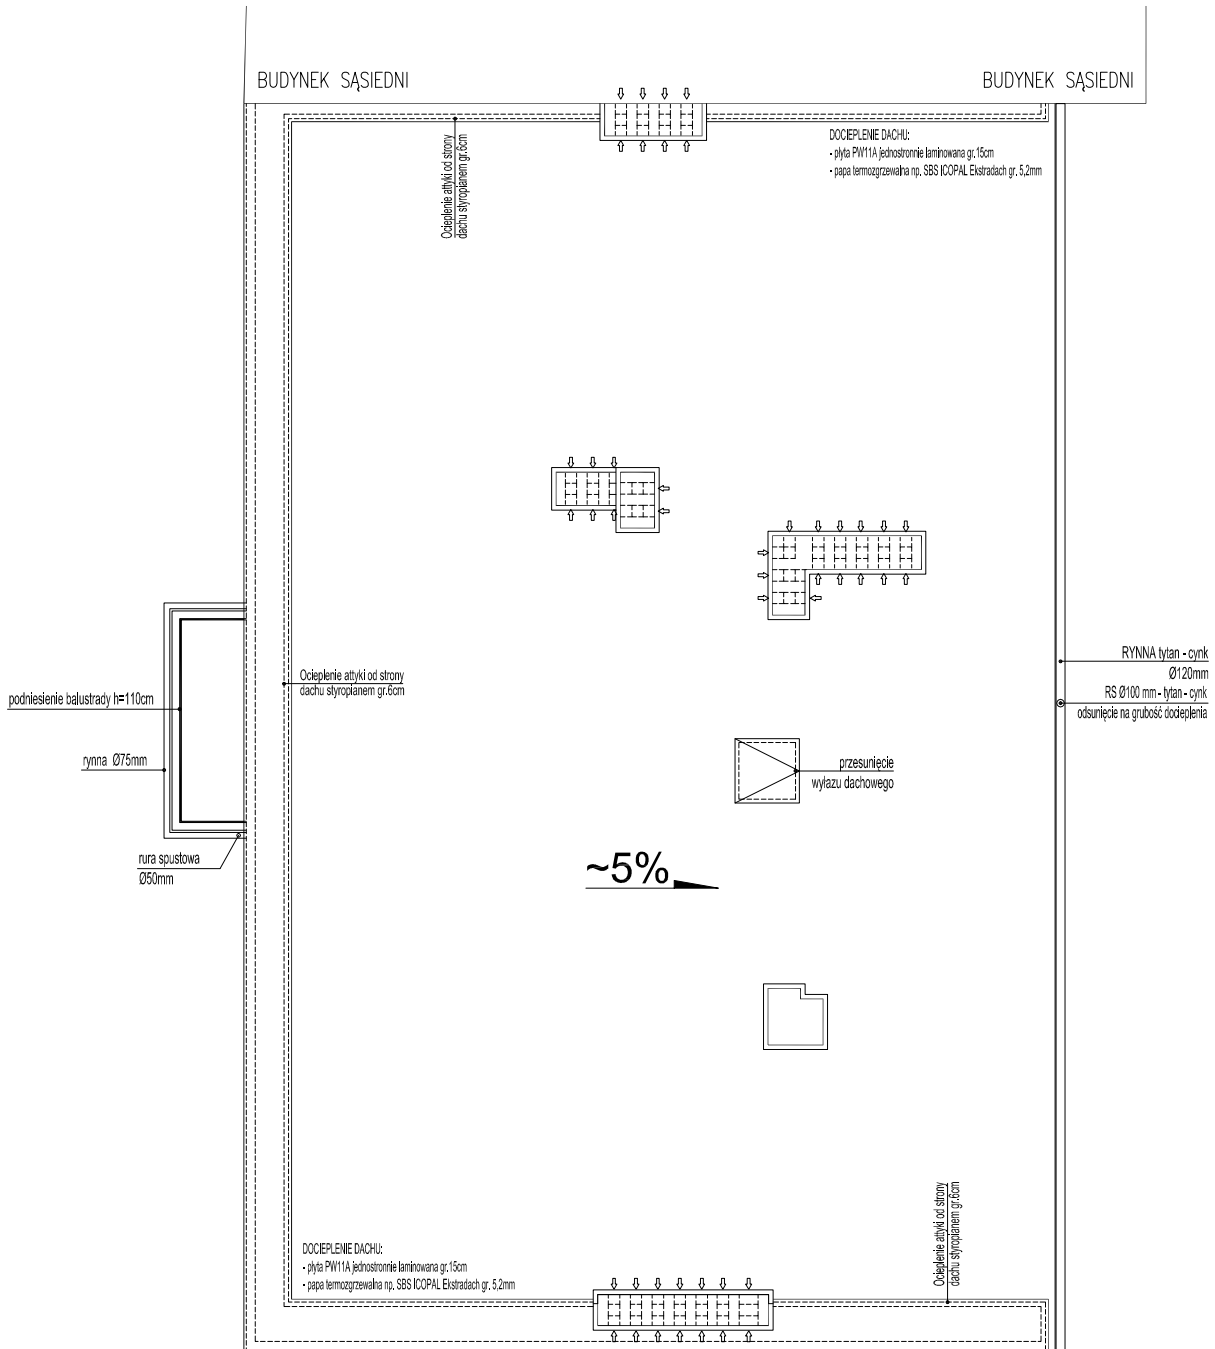 BUDYNEK SĄSIEDNI
BUDYNEK SĄSIEDNI
Ocieplenie attyki od strony
dachu styropianem gr.6cm
DOCIEPLENIE DACHU:
- płyta PW11A jednostronnie laminowana gr.15cm
- papa termozgrzewalna np. SBS ICOPAL Ekstradach gr. 5,2mm
Ocieplenie attyki od strony
dachu styropianem gr.6cm
podniesienie balustrady h=110cm
rynna Ø75mm
rura spustowa
Ø50mm
RYNNA tytan - cynk
Ø120mm
RS Ø100 mm - tytan - cynk
odsunięcie na grubość docieplenia
przesunięcie
wyłazu dachowego
~5%
Ocieplenie attyki od strony
dachu styropianem gr.6cm
DOCIEPLENIE DACHU:
- płyta PW11A jednostronnie laminowana gr.15cm
- papa termozgrzewalna np. SBS ICOPAL Ekstradach gr. 5,2mm